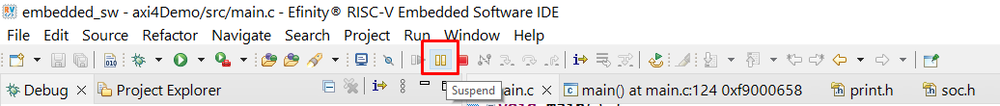 embedded_sw - axi4Demo/src/main.c - Efinity® RISC-V Embedded Software IDE
File Edit Source Refactor Navigate Search Project Run Window Help
Debug Project Explorer ain.c main() at main.c:124 0xf9000658 print.h soc.h
Suspend